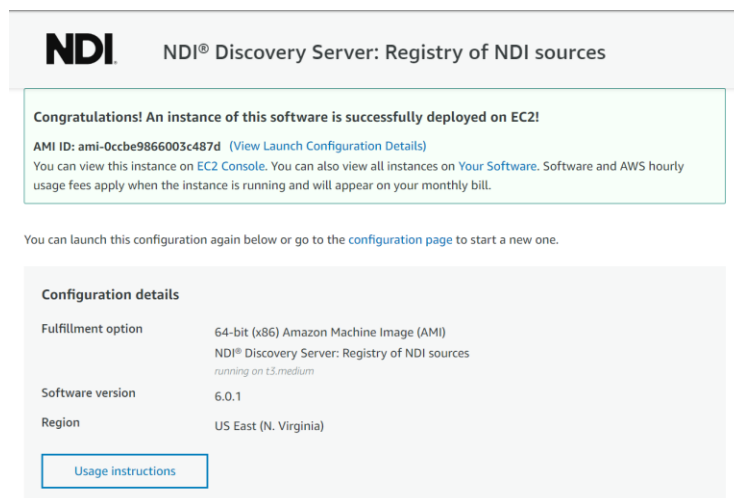 NDI.
NDI® Discovery Server: Registry of NDI sources
Congratulations! An instance of this software is successfully deployed on EC2!
AMI ID: ami-0ccbe9866003c487d (View Launch Configuration Details)
You can view this instance on EC2 Console. You can also view all instances on Your Software. Software and AWS hourly
usage fees apply when the instance is running and will appear on your monthly bill.
You can launch this configuration again below or go to the configuration page to start a new one.
Configuration details
Fulfillment option
64-bit (x86) Amazon Machine Image (AMI)
NDI® Discovery Server: Registry of NDI sources
running on t3.medium
Software version
6.0.1
Region
US East (N. Virginia)
Usage instructions